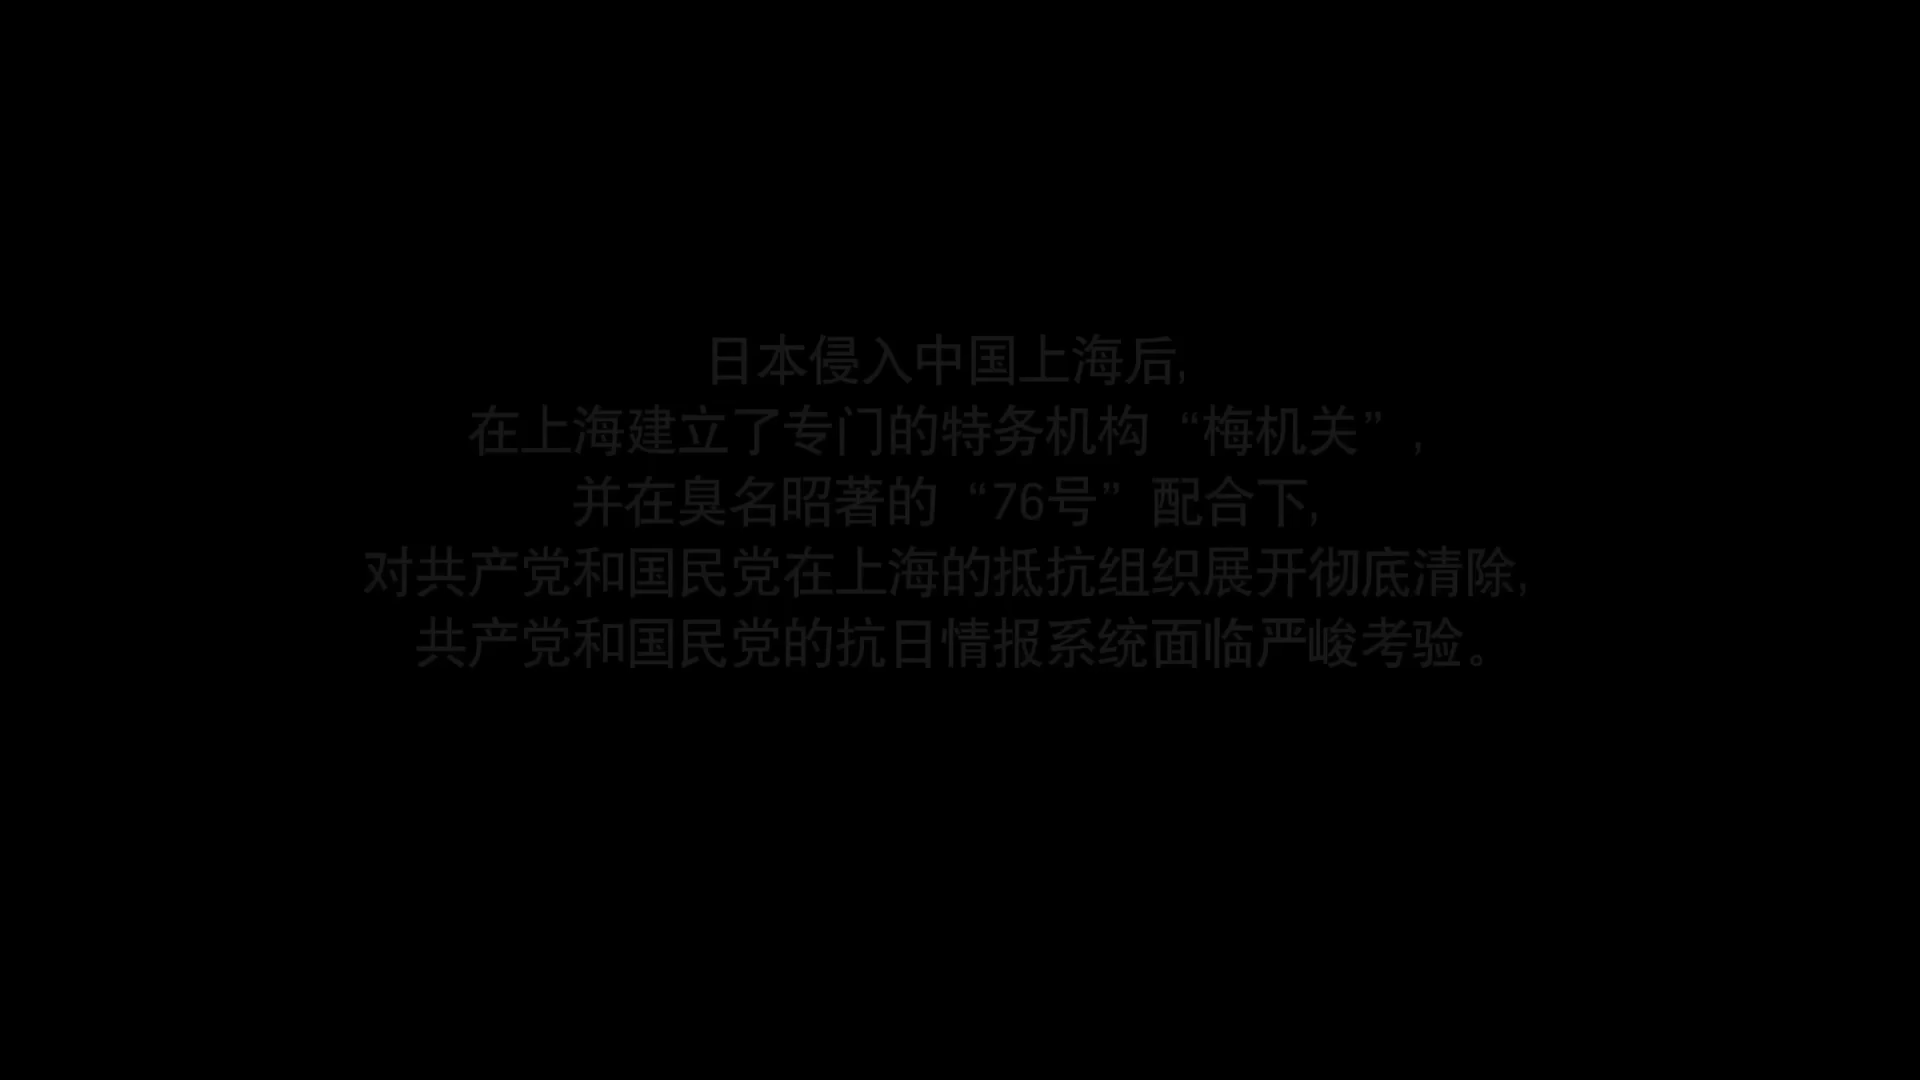 日本侵入中国上海后,
在上海建立了专门的特务机构“梅机关”,
并在臭名昭著的“76号”配合下,
对共产党和国民党在上海的抵抗组织展开彻底清除,
共产党和国民党的抗日情报系统面临严峻考验。